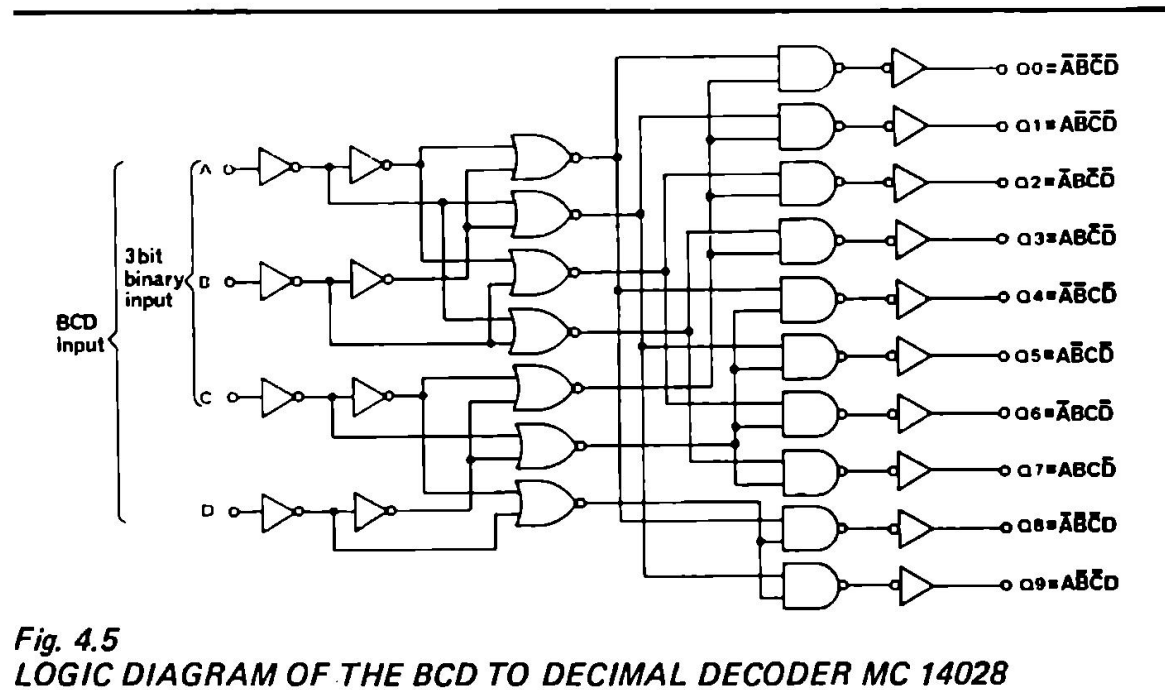 A
B
C
D
3bit
binary
input
BCD
input
Q0=A̅B̅C̅D̅
Q1=AB̅C̅D̅
Q2=A̅BC̅D̅
Q3=ABC̅D̅
Q4=A̅B̅CD̅
Q5=AB̅CD̅
Q6=A̅BCD̅
Q7=ABCD̅
Q8=A̅B̅C̅D
Q9=AB̅C̅D
Fig. 4.5
LOGIC DIAGRAM OF THE BCD TO DECIMAL DECODER MC 14028